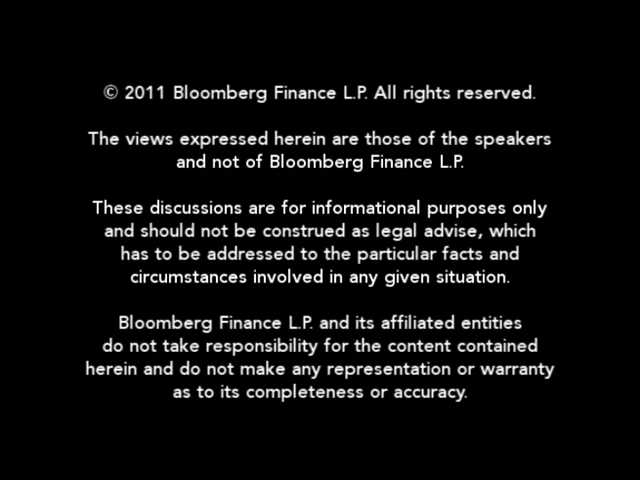 © 2011 Bloomberg Finance L.P. All rights reserved.
The views expressed herein are those of the speakers
and not of Bloomberg Finance L.P.
These discussions are for informational purposes only
and should not be construed as legal advise, which
has to be addressed to the particular facts and
circumstances involved in any given situation.
Bloomberg Finance L.P. and its affiliated entities
do not take responsibility for the content contained
herein and do not make any representation or warranty
as to its completeness or accuracy.